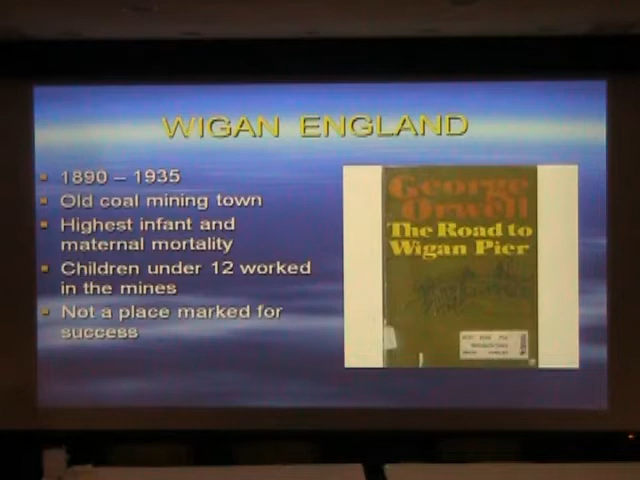 WIGAN ENGLAND
1890 – 1935
Old coal mining town
Highest infant and
maternal mortality
Children under 12 worked
in the mines
Not a place marked for
success
George
Orwell
The Road to
Wigan Pier